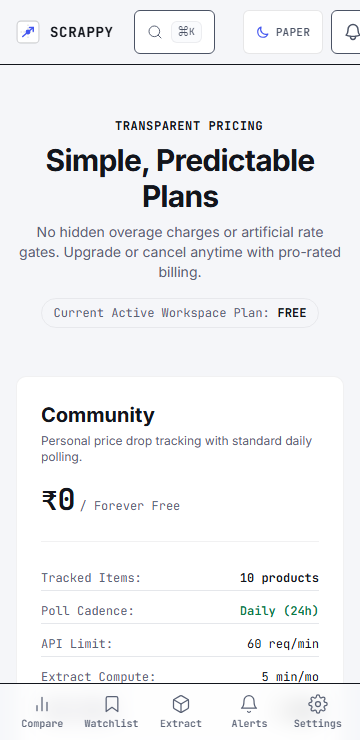 SCRAPPY
⌘K
PAPER
TRANSPARENT PRICING
Simple, Predictable
Plans
No hidden overage charges or artificial rate
gates. Upgrade or cancel anytime with pro-rated
billing.
Current Active Workspace Plan: FREE
Community
Personal price drop tracking with standard daily
polling.
₹0 / Forever Free
Tracked Items: 10 products
Poll Cadence: Daily (24h)
API Limit: 60 req/min
Extract Compute: 5 min/mo
Compare Watchlist Extract Alerts Settings